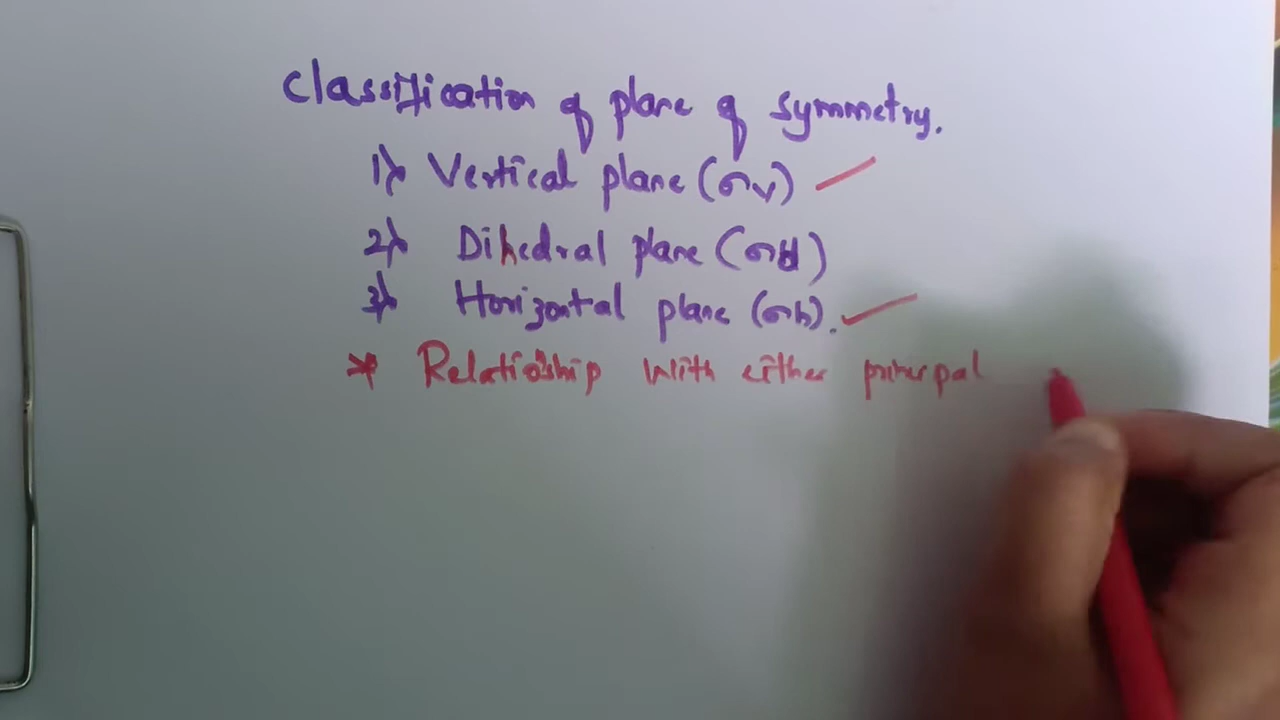 Classification of plane of symmetry.
1) Vertical plane (σv)
2) Dihedral plane (σd)
3) Horizontal plane (σh).
* Relatioship with either principal